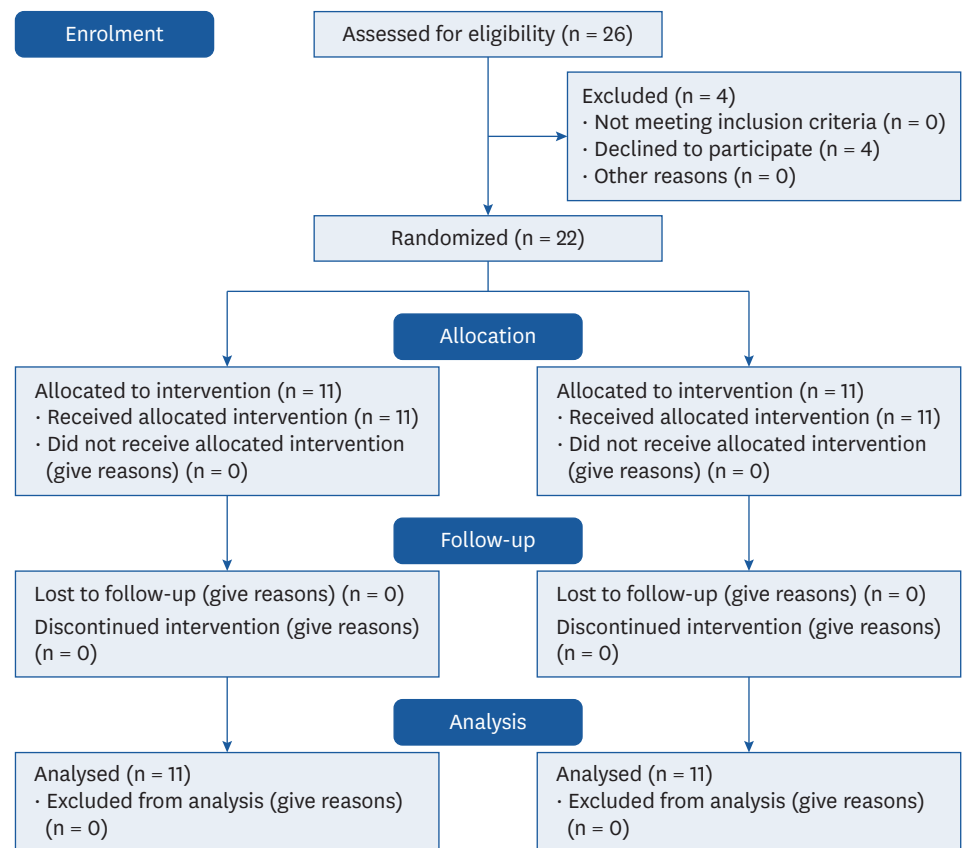 Enrolment
Assessed for eligibility (n = 26)
Excluded (n = 4)
· Not meeting inclusion criteria (n = 0)
· Declined to participate (n = 4)
· Other reasons (n = 0)
Randomized (n = 22)
Allocation
Allocated to intervention (n = 11)
· Received allocated intervention (n = 11)
· Did not receive allocated intervention
(give reasons) (n = 0)
Allocated to intervention (n = 11)
· Received allocated intervention (n = 11)
· Did not receive allocated intervention
(give reasons) (n = 0)
Follow-up
Lost to follow-up (give reasons) (n = 0)
Discontinued intervention (give reasons)
(n = 0)
Lost to follow-up (give reasons) (n = 0)
Discontinued intervention (give reasons)
(n = 0)
Analysis
Analysed (n = 11)
· Excluded from analysis (give reasons)
(n = 0)
Analysed (n = 11)
· Excluded from analysis (give reasons)
(n = 0)